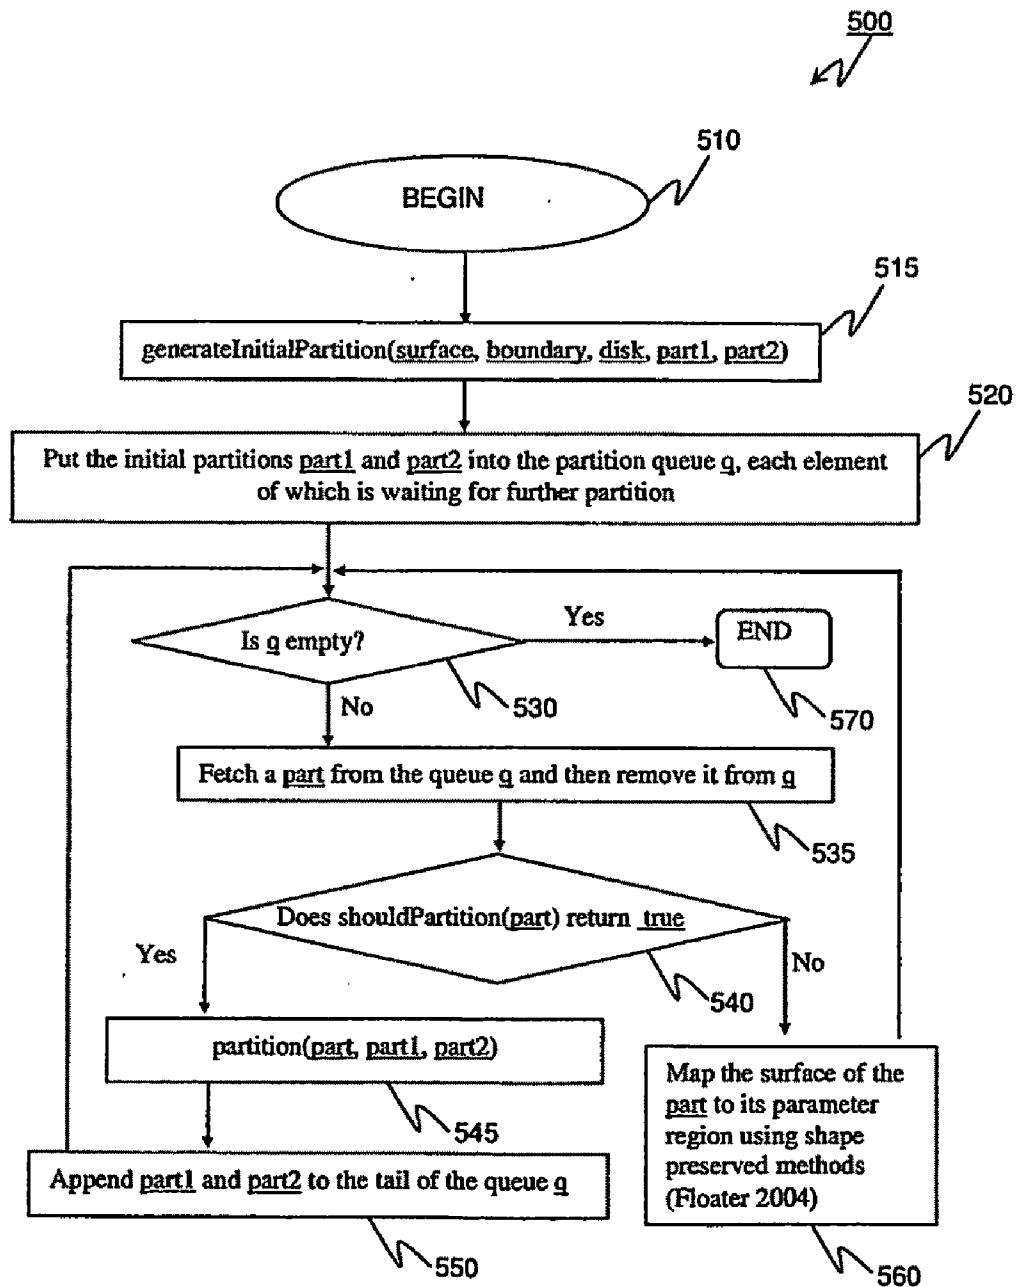 500
510
BEGIN
515
generateInitialPartition(surface, boundary, disk, part1, part2)
520
Put the initial partitions part1 and part2 into the partition queue q, each element
of which is waiting for further partition
Is q empty?
Yes
END
530
570
No
Fetch a part from the queue q and then remove it from q
535
Does shouldPartition(part) return true
Yes
No
540
partition(part, part1, part2)
545
Map the surface of the
part to its parameter
region using shape
preserved methods
(Floater 2004)
Append part1 and part2 to the tail of the queue q
550
560